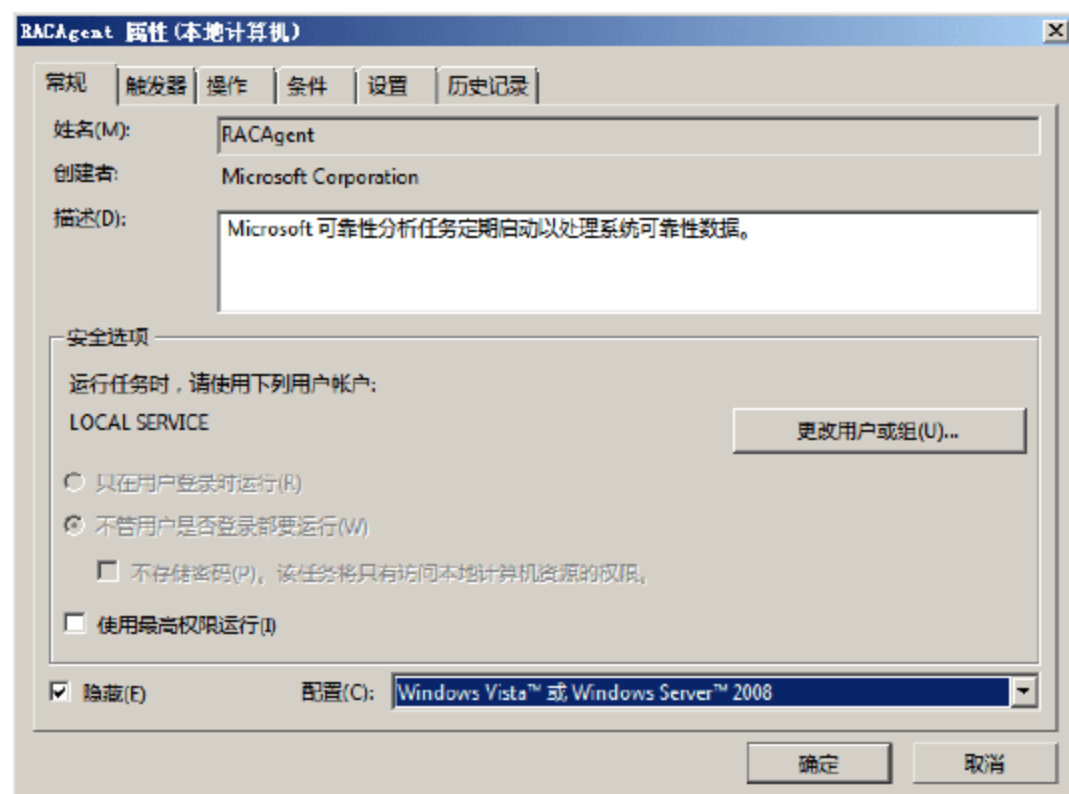 RACAgent 属性(本地计算机)
常规 触发器 操作 条件 设置 历史记录
姓名(M): RACAgent
创建者: Microsoft Corporation
描述(D): Microsoft 可靠性分析任务定期启动以处理系统可靠性数据。
安全选项
运行任务时，请使用下列用户帐户:
LOCAL SERVICE
更改用户或组(U)...
只在用户登录时运行(R)
不管用户是否登录都要运行(W)
不存储密码(P)。该任务将只有访问本地计算机资源的权限。
使用最高权限运行(I)
隐藏(E) 配置(C): Windows Vista™ 或 Windows Server™ 2008
确定 取消